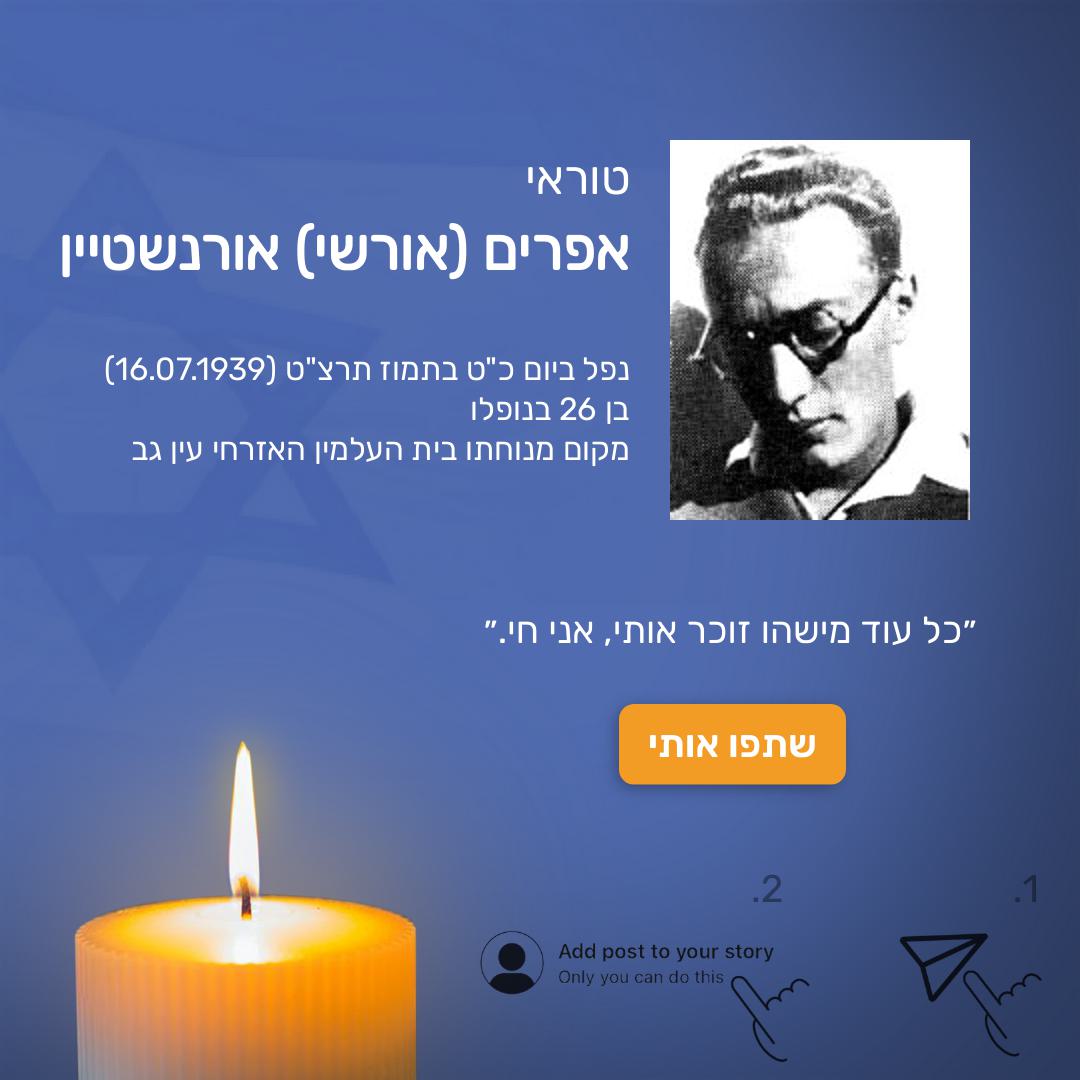 טוראי
אפרים (אורשי) אורנשטיין
נפל ביום כ"ט בתמוז תרצ"ט (16.07.1939)
בן 26 בנופלו
מקום מנוחתו בית העלמין האזרחי עין גב
״כל עוד מישהו זוכר אותי, אני חי.״
שתפו אותי
1.
2.
Add post to your story
Only you can do this